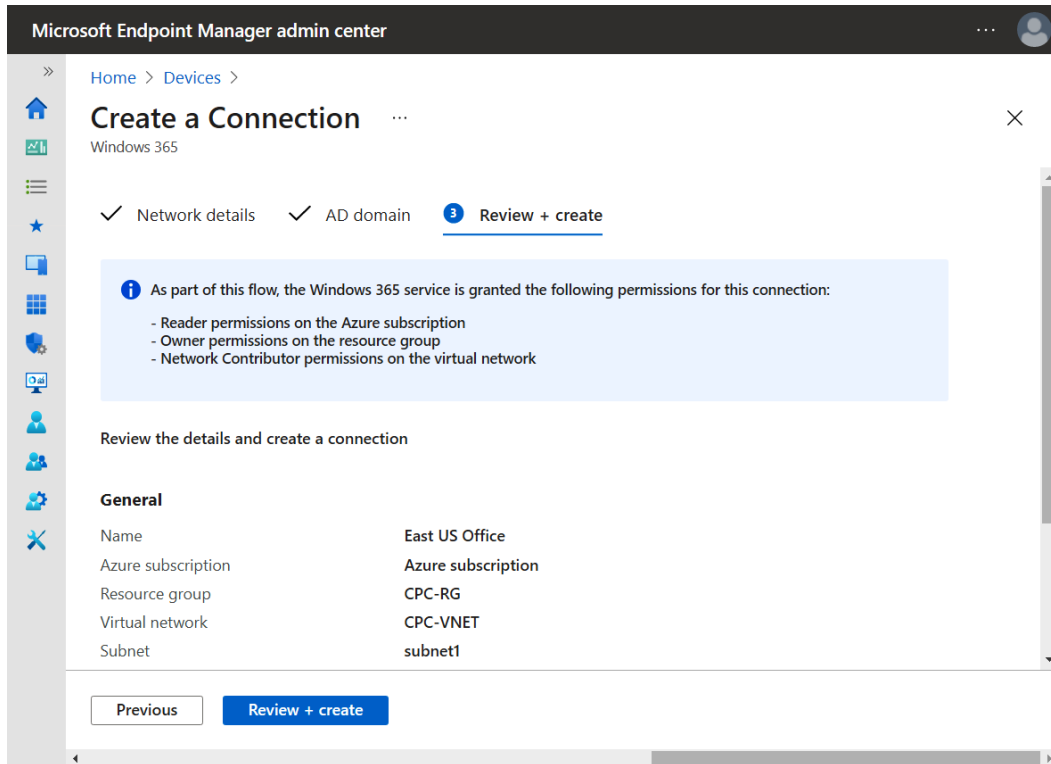 Microsoft Endpoint Manager admin center
...
»
Home > Devices >
Create a Connection ...
Windows 365
Network details
AD domain
3 Review + create
As part of this flow, the Windows 365 service is granted the following permissions for this connection:
- Reader permissions on the Azure subscription
- Owner permissions on the resource group
- Network Contributor permissions on the virtual network
Review the details and create a connection
General
Name East US Office
Azure subscription Azure subscription
Resource group CPC-RG
Virtual network CPC-VNET
Subnet subnet1
Previous Review + create